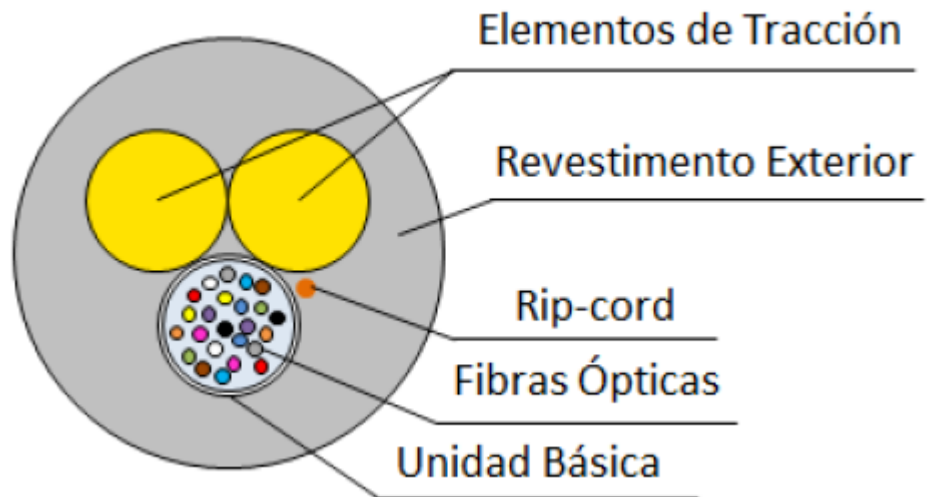 Elementos de Tracción
Revestimento Exterior
Rip-cord
Fibras Ópticas
Unidad Básica